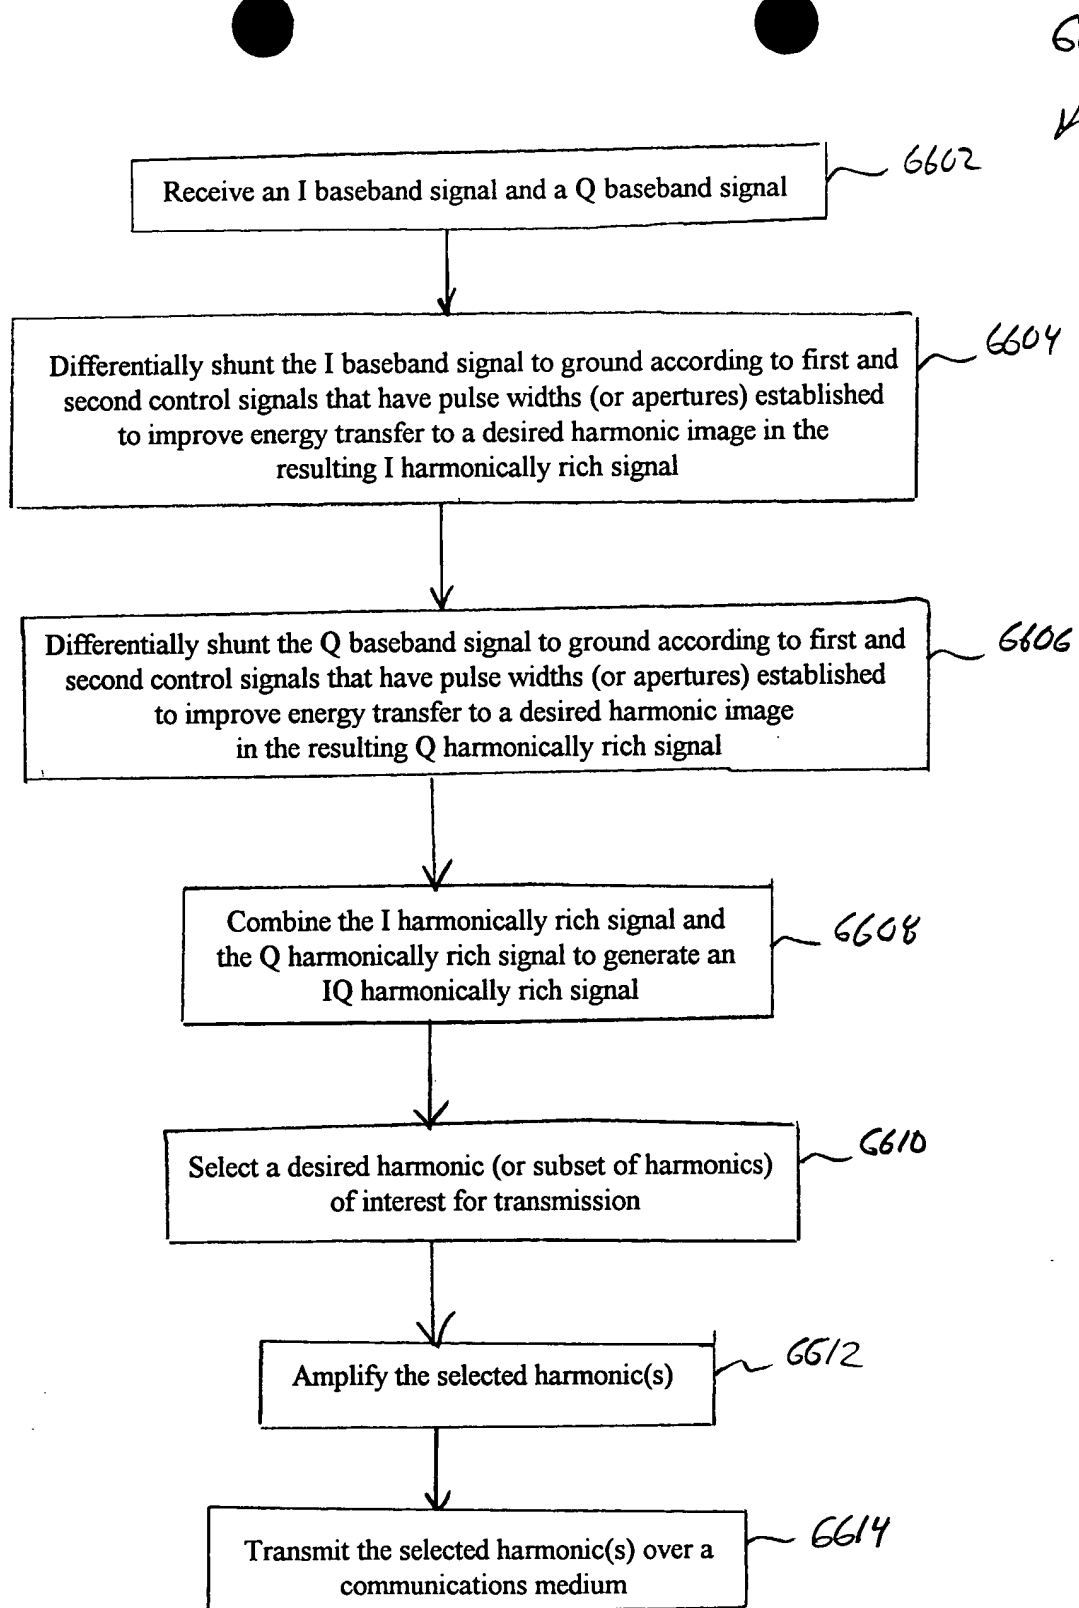 6602
Receive an I baseband signal and a Q baseband signal
6604
Differentially shunt the I baseband signal to ground according to first and
second control signals that have pulse widths (or apertures) established
to improve energy transfer to a desired harmonic image in the
resulting I harmonically rich signal
6606
Differentially shunt the Q baseband signal to ground according to first and
second control signals that have pulse widths (or apertures) established
to improve energy transfer to a desired harmonic image
in the resulting Q harmonically rich signal
Combine the I harmonically rich signal and
6608
the Q harmonically rich signal to generate an
IQ harmonically rich signal
6610
Select a desired harmonic (or subset of harmonics)
of interest for transmission
6612
Amplify the selected harmonic(s)
6614
Transmit the selected harmonic(s) over a
communications medium